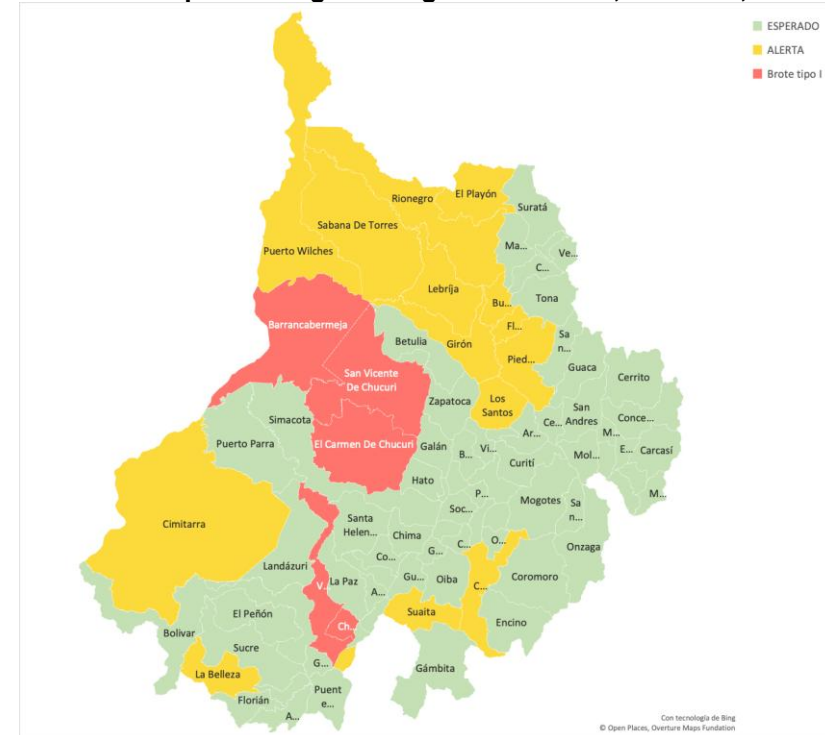 ESPERADO
ALERTA
Brote tipo I
El Playón
Rionegro
Suratá
Sabana De Torres
Ma...
Ve...
Puerto Wilches
C...
Lebríja
Tona
Bu...
Barrancabermeja
Fl...
Sa
n...
Betulia
Girón
Pied...
Guaca
San Vicente
De Chucuri
Cerrito
Zapatoca
Los
Santos
San
Andres
Simacota
Ce...
Conce...
Ar...
M...
Puerto Parra
El Carmen De Chucuri
Galán
B...
Vi...
Mol...
E...
Carcasí
Curití
Hato
P...
M...
Mogotes
Sa
n...
Soc...
Cimitarra
Santa
Helen...
Chima
C...
O...
Onzaga
Co...
G...
Landázuri
V...
La Paz
Gu...
Oiba
C...
Coromoro
A...
El Peñón
Suaita
Ch...
Encino
Bolivar
Sucre
G...
Gámbita
La Belleza
Puent
e...
Florián
A...
Con tecnología de Bing
© Open Places, Overture Maps Foundation